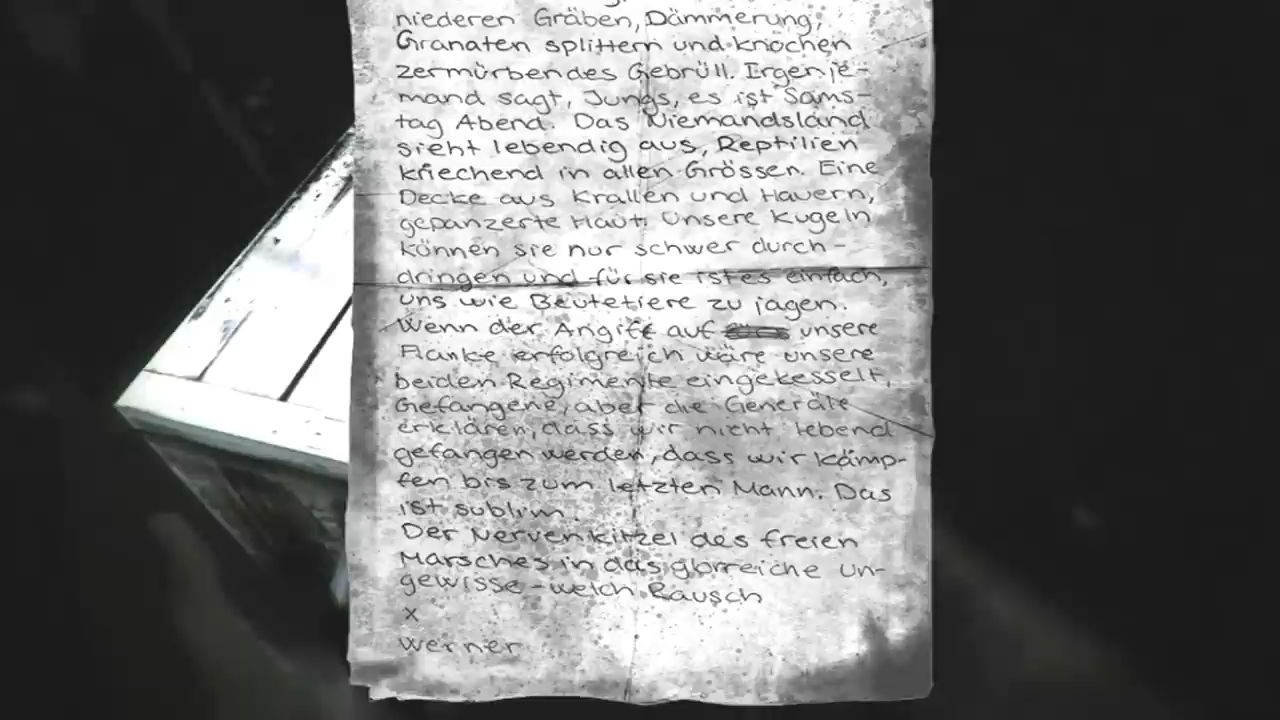 niederen Gräben, Dämmerung,
Granaten splittern und knochen
zermürbendes Gebrüll. Irgenje-
mand sagt, Jungs, es ist Sams-
tag Abend. Das Niemandsland
sieht lebendig aus, Reptilien
kriechend in allen Grössen. Eine
Decke aus Krallen und Hauern,
gepanzerte Haut. Unsere Kugeln
können sie nur schwer durch-
dringen und für sie ist es einfach,
uns wie Beutetiere zu jagen.
Wenn der Angiff auf unsere
Flanke erfolgreich wäre unsere
beiden Regimente eingekesselt,
Gefangene, aber die Generäle
erklären, dass wir nicht lebend
gefangen werden, dass wir kämp-
fen bis zum letzten Mann. Das
ist sublim.
Der Nervenkitzel des freien
Marsches in das glorreiche un-
gewisse - welch Rausch
x
Werner